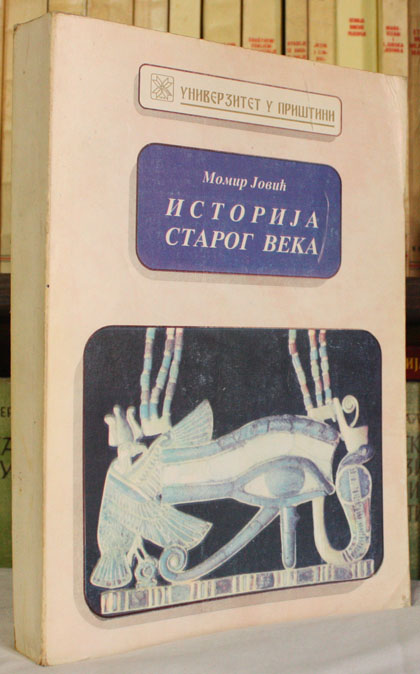 УНИВЕРЗИТЕТ У ПРИШТИНИ
Момир Јовић
ИСТОРИЈА
СТАРОГ ВЕКА